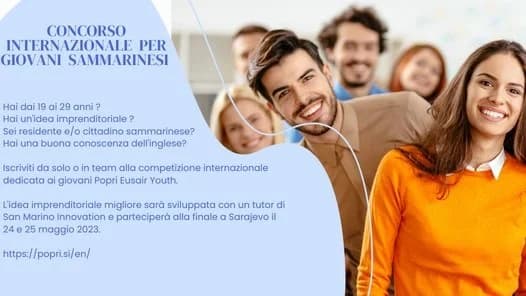 CONCORSO
INTERNAZIONALE PER
GIOVANI SAMMARINESI
Hai dai 19 ai 29 anni ?
Hai un'idea imprenditoriale ?
Sei residente e/o cittadino sammarinese?
Hai una buona conoscenza dell'inglese?
Iscriviti da solo o in team alla competizione internazionale
dedicata ai giovani Popri Eusair Youth.
L'idea imprenditoriale migliore sarà sviluppata con un tutor di
San Marino Innovation e parteciperà alla finale a Sarajevo il
24 e 25 maggio 2023.
https://popri.si/en/